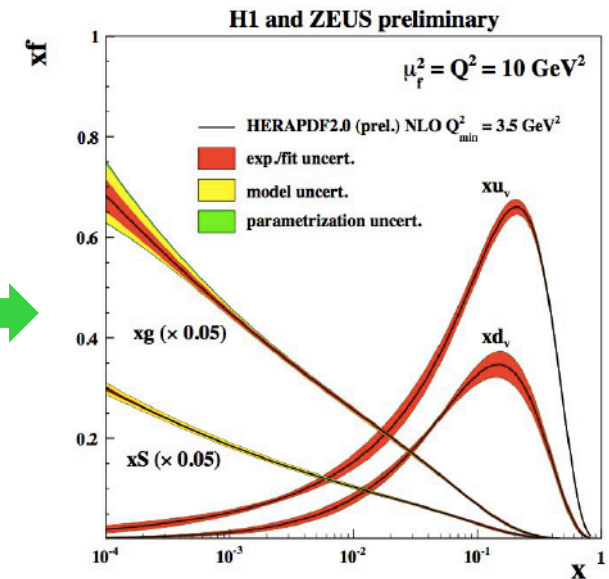 H1 and ZEUS preliminary
xf
1
μ_f^2 = Q^2 = 10 GeV^2
HERAPDF2.0 (prel.) NLO Q^2_min = 3.5 GeV^2
exp./fit uncert.
model uncert.
parametrization uncert.
0.8
xu_v
0.6
0.4
xg (× 0.05)
xd_v
0.2
xS (× 0.05)
10^-4
10^-3
10^-2
10^-1
1
x